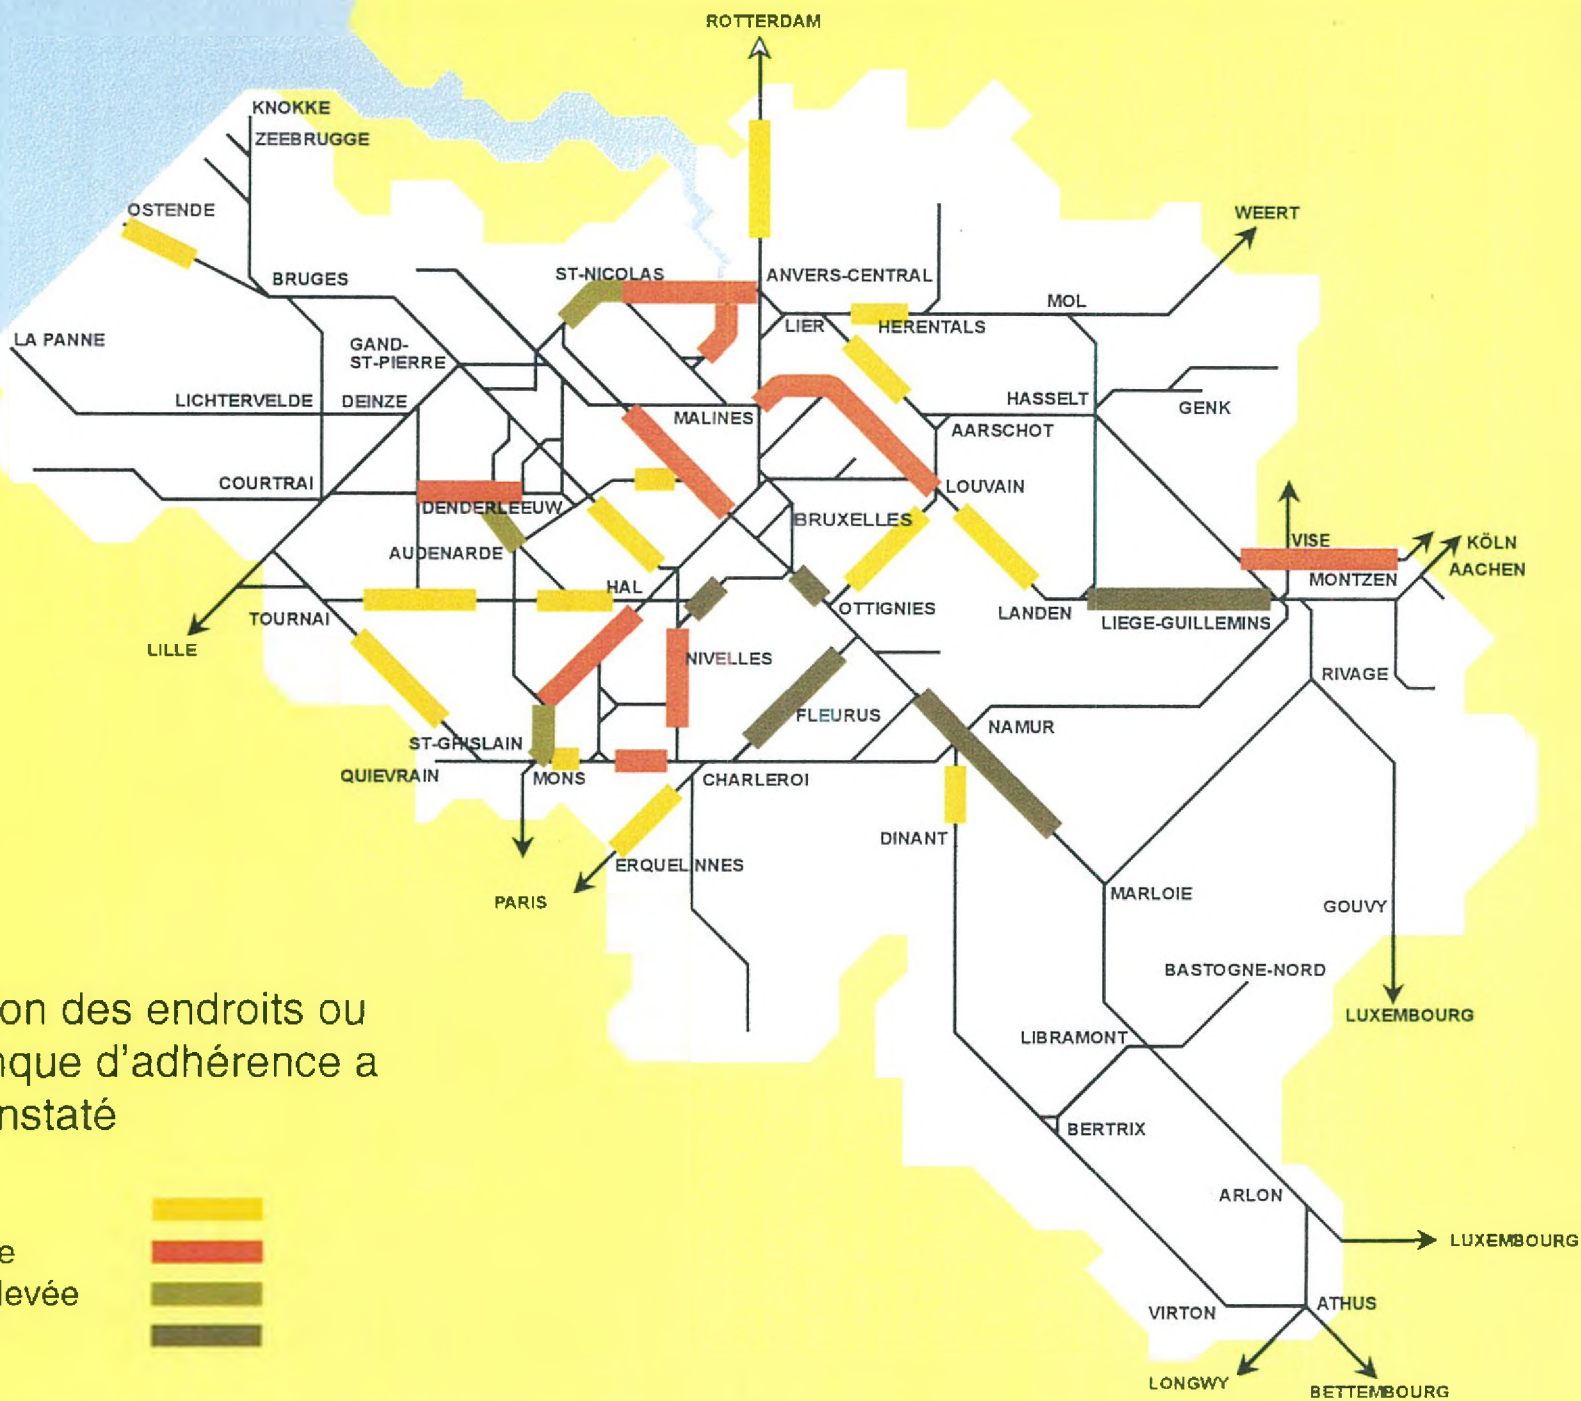 ROTTERDAM
KNOKKE
ZEEBRUGGE
OSTENDE
WEERT
BRUGES
ST-NICOLAS
ANVERS-CENTRAL
MOL
LIER
HERENTALS
LA PANNE
GAND-
ST-PIERRE
LICHTERVELDE
DEINZE
MALINES
HASSELT
GENK
AARSCHOT
COURTRAI
LOUVAIN
DENDERLEEUW
BRUXELLES
AUDENARDE
VISE
KÖLN
AACHEN
MONTZEN
HAL
TOURNAI
OTTIGNIES
LANDEN
LIEGE-GUILLEMINS
LILLE
NIVELLES
RIVAGE
FLEURUS
NAMUR
ST-GHISLAIN
QUIEVRAIN
MONS
CHARLEROI
DINANT
ERQUELINNES
PARIS
MARLOIE
GOUVY
BASTOGNE-NORD
LUXEMBOURG
LIBRAMONT
on des endroits ou
nque d'adhérence a
nstaté
BERTRIX
ARLON
LUXEMBOURG
e
levée
VIRTON
ATHUS
LONGWY
BETTEMBOURG